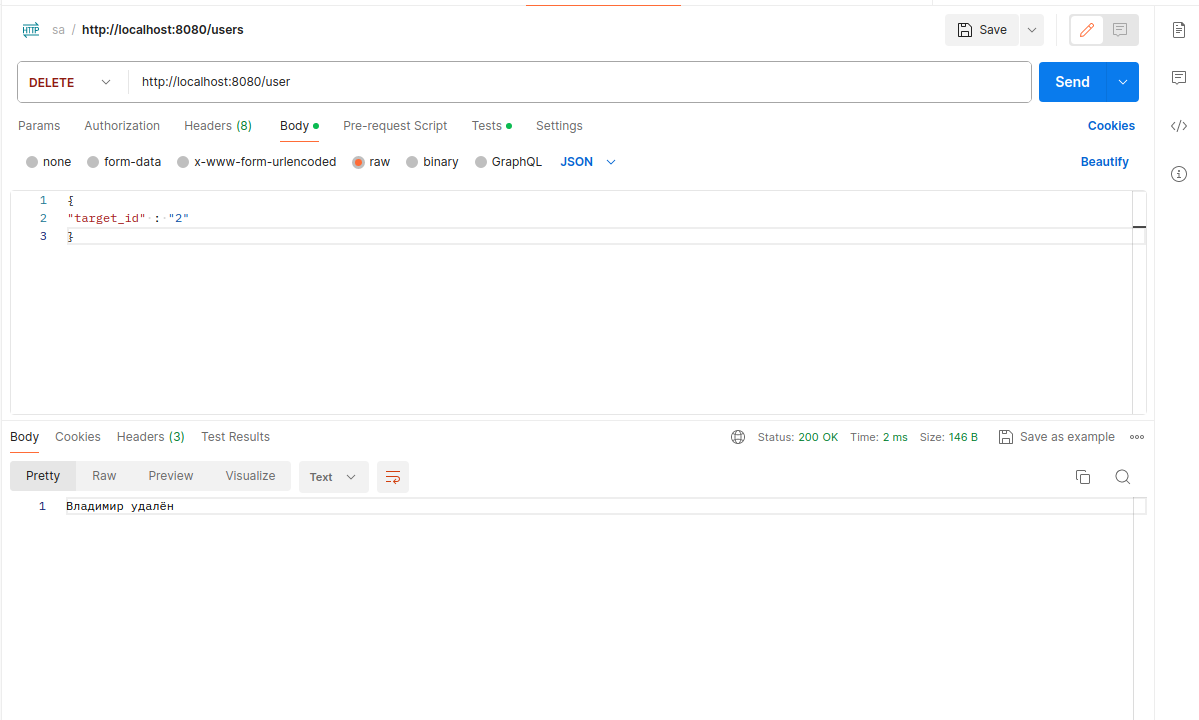 HTTP sa / http://localhost:8080/users Save
DELETE http://localhost:8080/user Send
Params Authorization Headers (8) Body Pre-request Script Tests Settings Cookies
none form-data x-www-form-urlencoded raw binary GraphQL JSON Beautify
1 {
2 "target_id" : "2"
3 }
Body Cookies Headers (3) Test Results Status: 200 OK Time: 2 ms Size: 146 B Save as example
Pretty Raw Preview Visualize Text
1 Владимир удалён